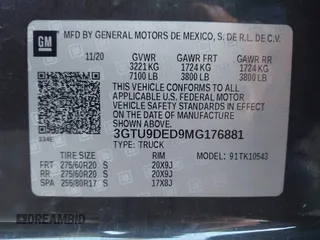 GM
MFD BY GENERAL MOTORS DE MEXICO, S. DE R.L. DE C.V.
11/20 GVWR GAWR FRT GAWR RR
3221 KG 1724 KG 1724 KG
7100 LB 3800 LB 3800 LB
THIS VEHICLE CONFORMS TO ALL
APPLICABLE U.S. FEDERAL MOTOR
VEHICLE SAFETY STANDARDS IN
EFFECT ON THE DATE OF
MANUFACTURE SHOWN ABOVE.
3GTU9DED9MG176881
TYPE: TRUCK 91TK10543
TIRE SIZE RIM
FRT 275/60R20 S 20X9J
RR 275/60R20 S 20X9J
SPA 255/80R17 S 17X8J
DREAMBID